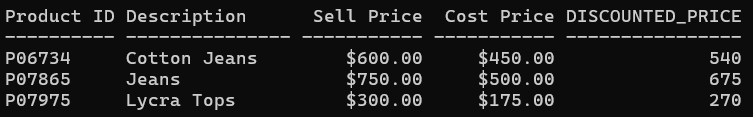 Product ID Description      Sell Price  Cost Price DISCOUNTED_PRICE
---------- --------------- ----------- ----------- ----------------
P06734     Cotton Jeans        $600.00     $450.00              540
P07865     Jeans               $750.00     $500.00              675
P07975     Lycra Tops          $300.00     $175.00              270